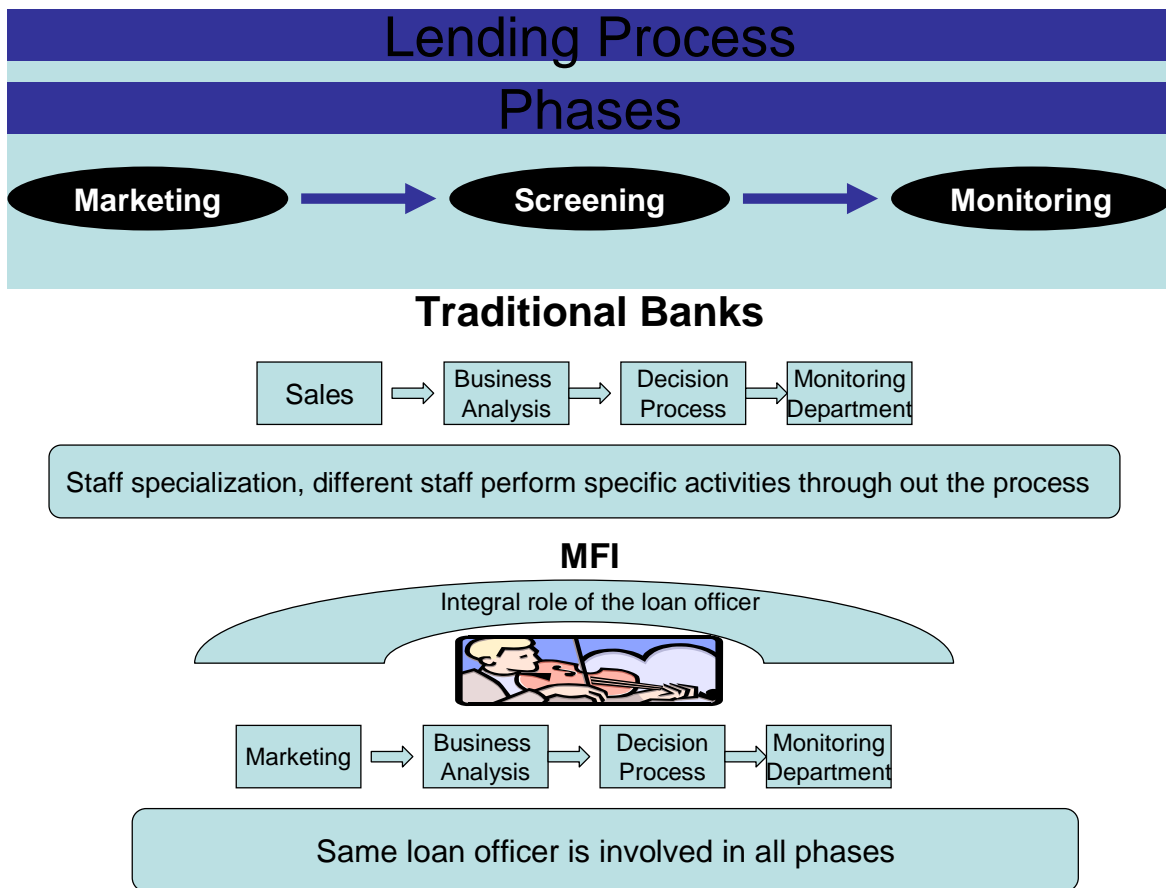 Lending Process
Phases
Marketing
Screening
Monitoring
Traditional Banks
Sales
Business
Analysis
Decision
Process
Monitoring
Department
Staff specialization, different staff perform specific activities through out the process
MFI
Integral role of the loan officer
Marketing
Business
Analysis
Decision
Process
Monitoring
Department
Same loan officer is involved in all phases